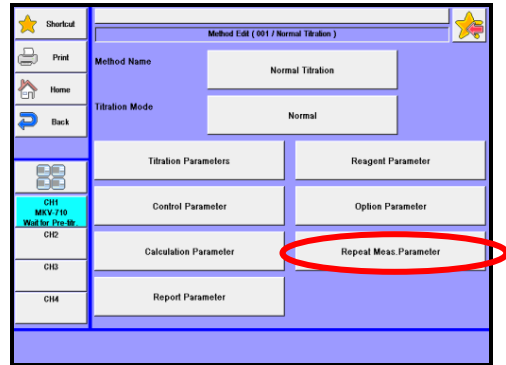 Shortcut
Print
Home
Back
CH1
MKV-710
Wait for Pre-titr.
CH2
CH3
CH4
Method Edit ( 001 / Normal Titration )
Method Name
Normal Titration
Titration Mode
Normal
Titration Parameters
Reagent Parameter
Control Parameter
Option Parameter
Calculation Parameter
Repeat Meas.Parameter
Report Parameter